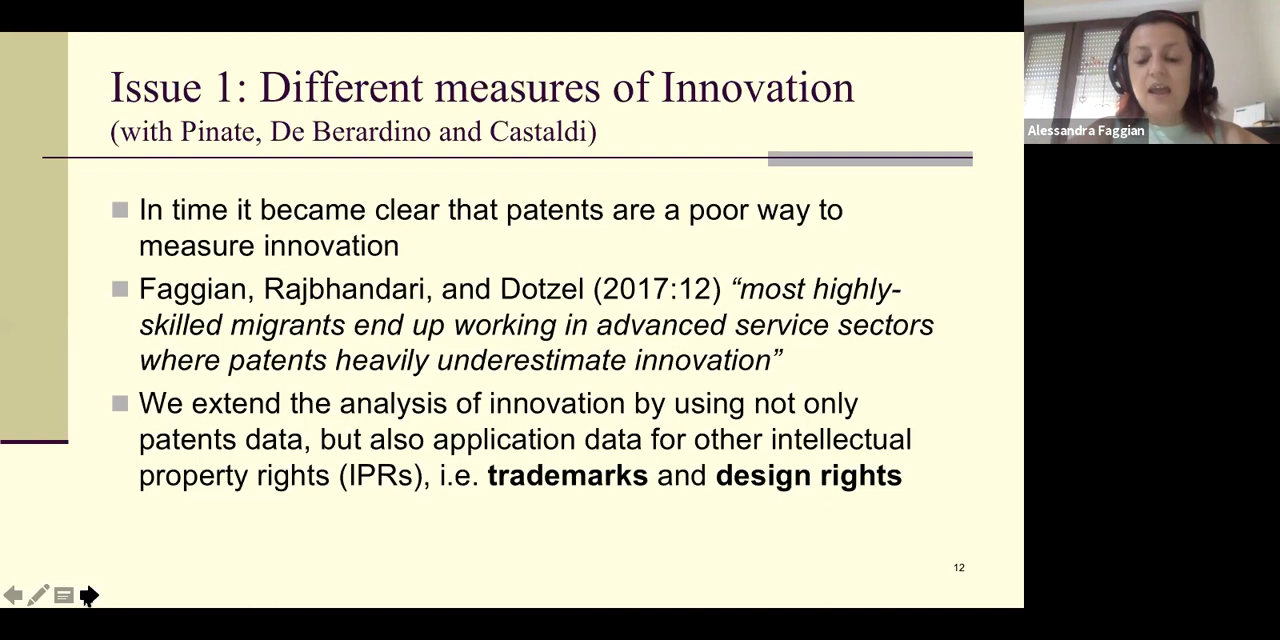 Issue 1: Different measures of Innovation
(with Pinate, De Berardino and Castaldi)
In time it became clear that patents are a poor way to
measure innovation
Faggian, Rajbhandari, and Dotzel (2017:12) “most highly-
skilled migrants end up working in advanced service sectors
where patents heavily underestimate innovation”
We extend the analysis of innovation by using not only
patents data, but also application data for other intellectual
property rights (IPRs), i.e. trademarks and design rights
12
Alessandra Faggian